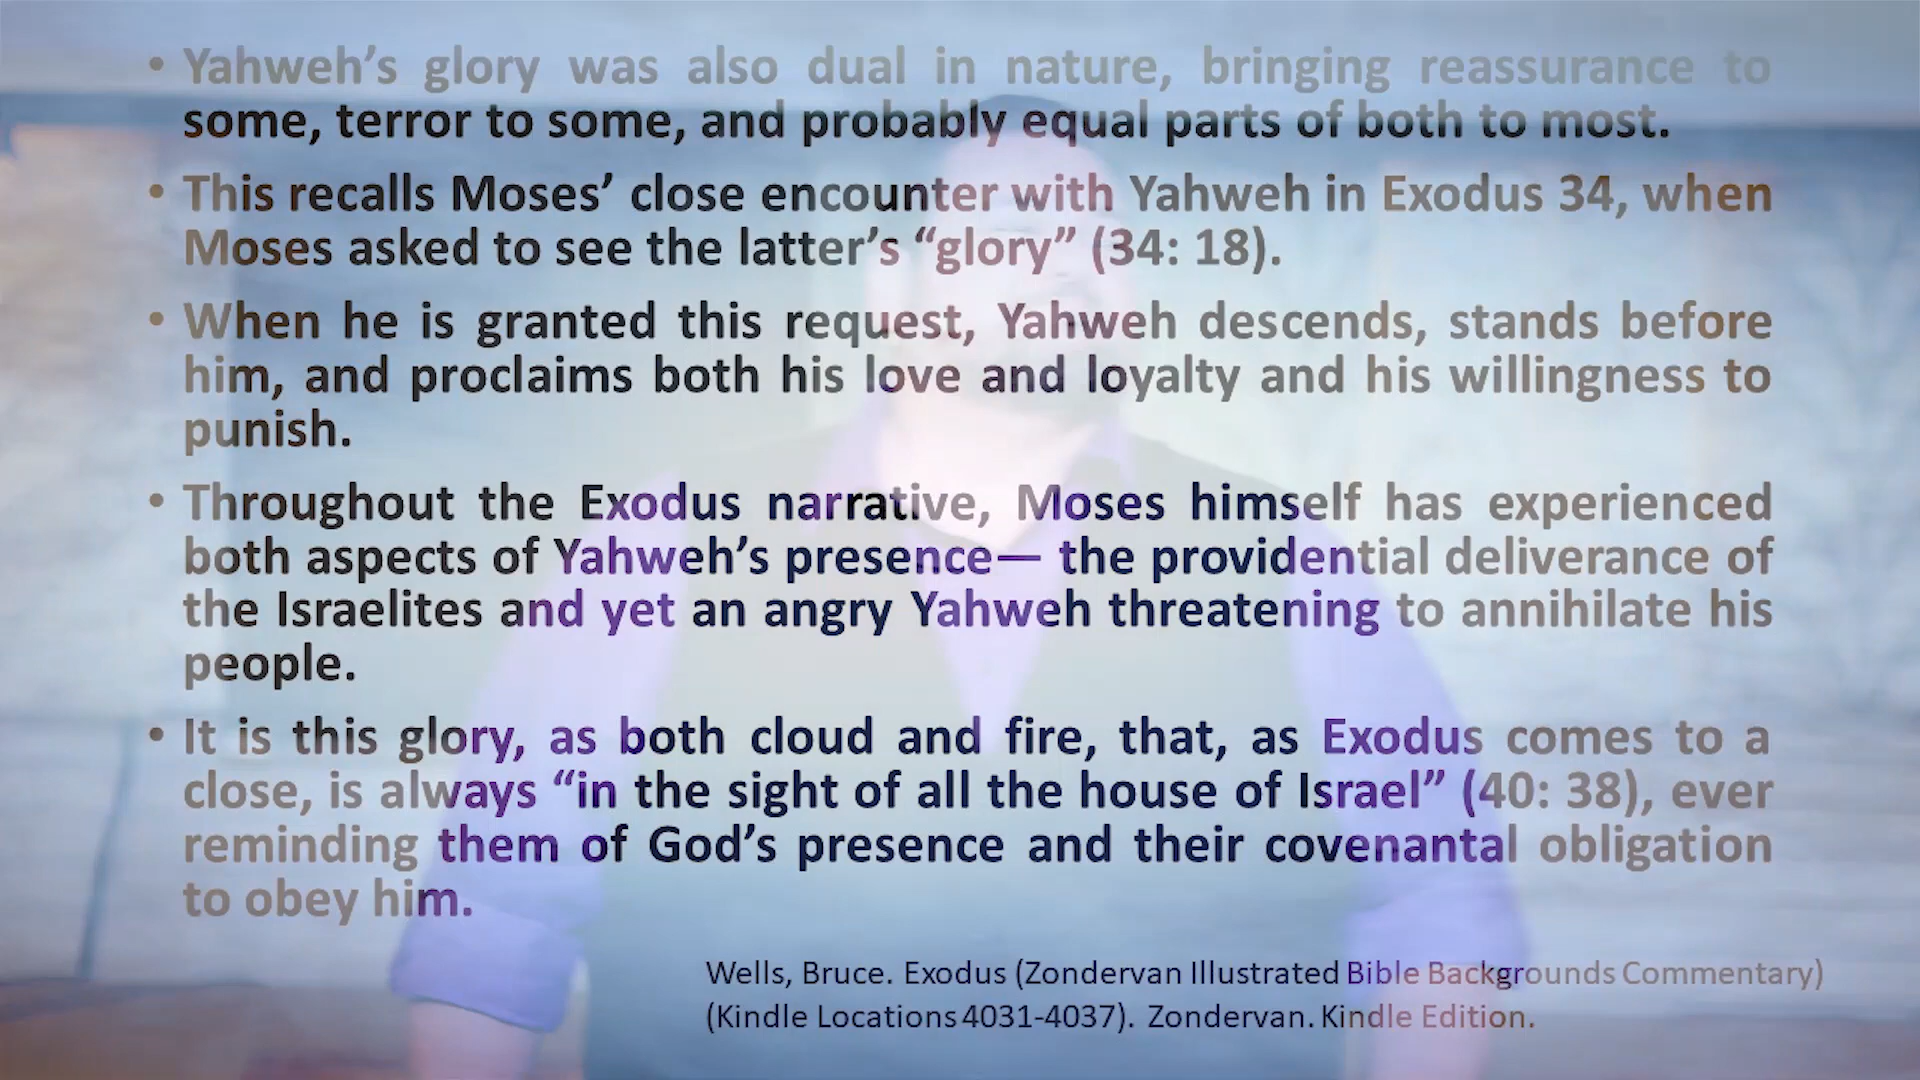 • Yahweh’s glory was also dual in nature, bringing reassurance to
some, terror to some, and probably equal parts of both to most.
• This recalls Moses’ close encounter with Yahweh in Exodus 34, when
Moses asked to see the latter’s “glory” (34: 18).
• When he is granted this request, Yahweh descends, stands before
him, and proclaims both his love and loyalty and his willingness to
punish.
• Throughout the Exodus narrative, Moses himself has experienced
both aspects of Yahweh’s presence— the providential deliverance of
the Israelites and yet an angry Yahweh threatening to annihilate his
people.
• It is this glory, as both cloud and fire, that, as Exodus comes to a
close, is always “in the sight of all the house of Israel” (40: 38), ever
reminding them of God’s presence and their covenantal obligation
to obey him.
Wells, Bruce. Exodus (Zondervan Illustrated Bible Backgrounds Commentary)
(Kindle Locations 4031-4037). Zondervan. Kindle Edition.